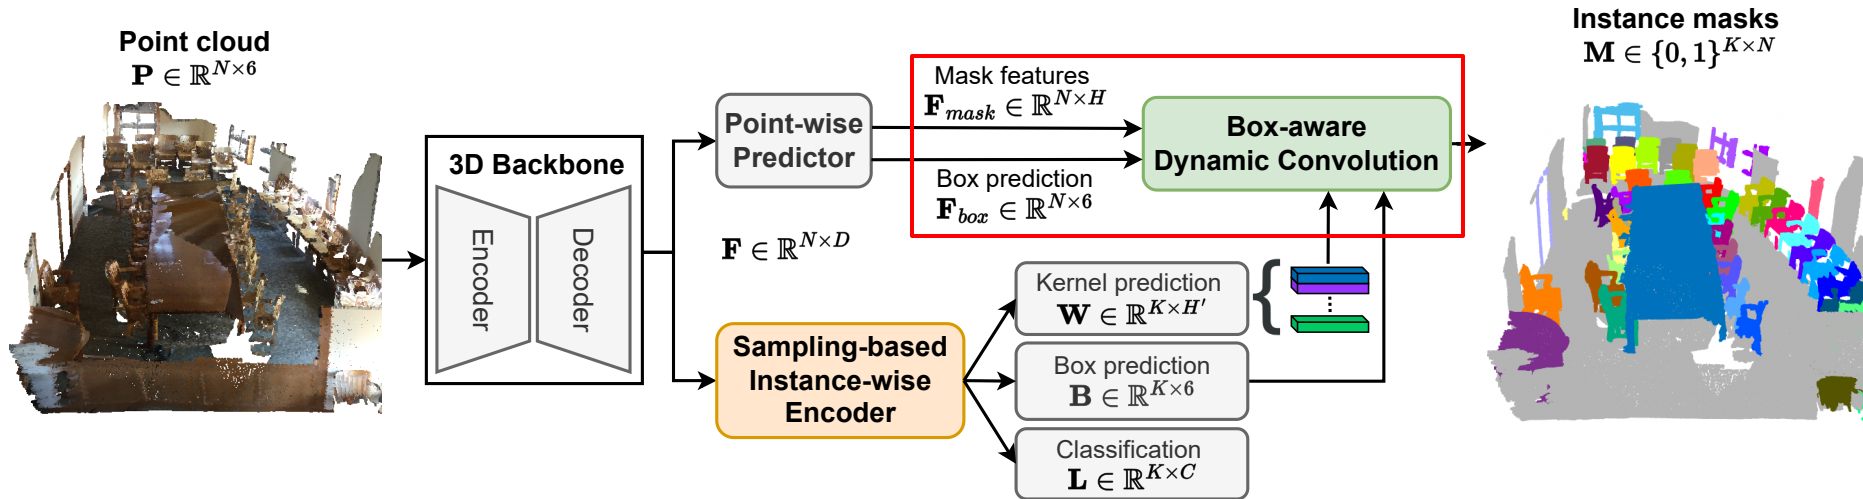 Point cloud
P ∈ ℝ^{N×6}
3D Backbone
Encoder
Decoder
F ∈ ℝ^{N×D}
Point-wise
Predictor
Sampling-based
Instance-wise
Encoder
Mask features
F_{mask} ∈ ℝ^{N×H}
Box prediction
F_{box} ∈ ℝ^{N×6}
Box-aware
Dynamic Convolution
Kernel prediction
W ∈ ℝ^{K×H′}
Box prediction
B ∈ ℝ^{K×6}
Classification
L ∈ ℝ^{K×C}
Instance masks
M ∈ {0, 1}^{K×N}